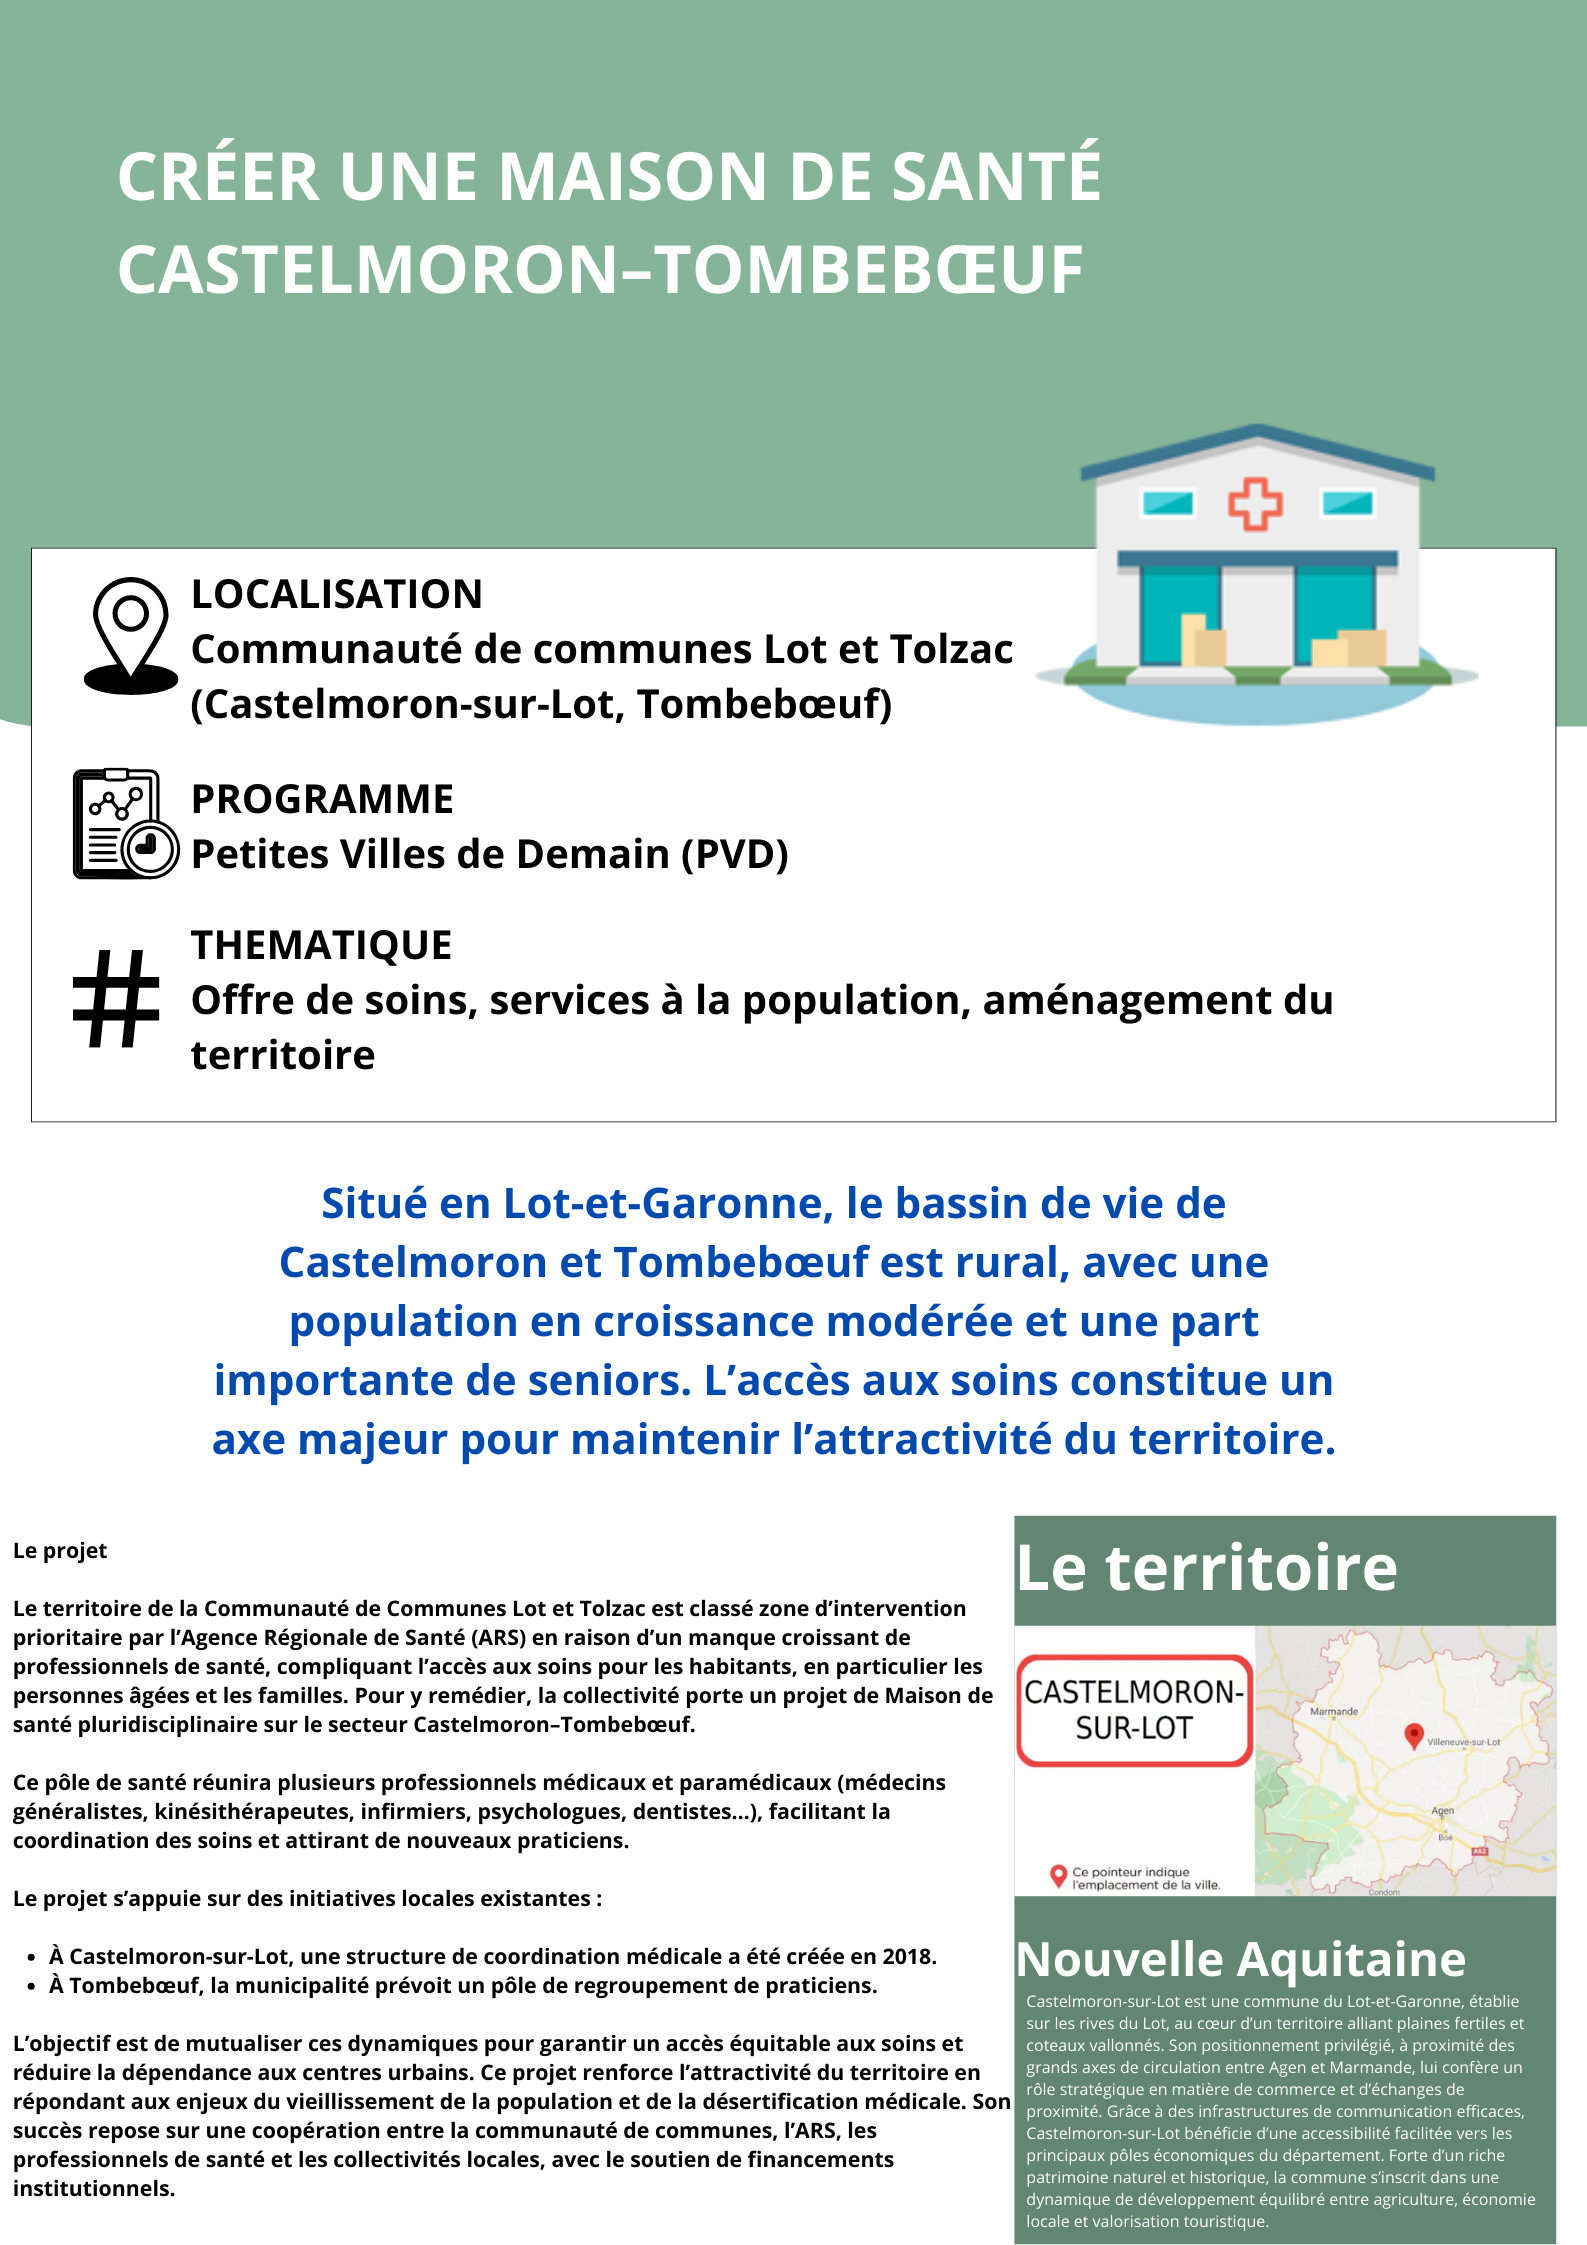 CRÉER UNE MAISON DE SANTÉ
CASTELMORON–TOMBEBŒUF
LOCALISATION
Communauté de communes Lot et Tolzac
(Castelmoron-sur-Lot, Tombebœuf)
PROGRAMME
Petites Villes de Demain (PVD)
THEMATIQUE
Offre de soins, services à la population, aménagement du
territoire
#
Situé en Lot-et-Garonne, le bassin de vie de
Castelmoron et Tombebœuf est rural, avec une
population en croissance modérée et une part
importante de seniors. L’accès aux soins constitue un
axe majeur pour maintenir l’attractivité du territoire.
Le projet
Le territoire de la Communauté de Communes Lot et Tolzac est classé zone d’intervention
prioritaire par l’Agence Régionale de Santé (ARS) en raison d’un manque croissant de
professionnels de santé, compliquant l’accès aux soins pour les habitants, en particulier les
personnes âgées et les familles. Pour y remédier, la collectivité porte un projet de Maison de
santé pluridisciplinaire sur le secteur Castelmoron–Tombebœuf.
Ce pôle de santé réunira plusieurs professionnels médicaux et paramédicaux (médecins
généralistes, kinésithérapeutes, infirmiers, psychologues, dentistes…), facilitant la
coordination des soins et attirant de nouveaux praticiens.
Le projet s’appuie sur des initiatives locales existantes :
• À Castelmoron-sur-Lot, une structure de coordination médicale a été créée en 2018.
• À Tombebœuf, la municipalité prévoit un pôle de regroupement de praticiens.
L’objectif est de mutualiser ces dynamiques pour garantir un accès équitable aux soins et
réduire la dépendance aux centres urbains. Ce projet renforce l’attractivité du territoire en
répondant aux enjeux du vieillissement de la population et de la désertification médicale. Son
succès repose sur une coopération entre la communauté de communes, l’ARS, les
professionnels de santé et les collectivités locales, avec le soutien de financements
institutionnels.
Le territoire
CASTELMORON-
SUR-LOT
Marmande
Villeneuve-sur-Lot
Agen
Boé
A62
Condom
Ce pointeur indique
l’emplacement de la ville.
Nouvelle Aquitaine
Castelmoron-sur-Lot est une commune du Lot-et-Garonne, établie
sur les rives du Lot, au cœur d’un territoire alliant plaines fertiles et
coteaux vallonnés. Son positionnement privilégié, à proximité des
grands axes de circulation entre Agen et Marmande, lui confère un
rôle stratégique en matière de commerce et d’échanges de
proximité. Grâce à des infrastructures de communication efficaces,
Castelmoron-sur-Lot bénéficie d’une accessibilité facilitée vers les
principaux pôles économiques du département. Forte d’un riche
patrimoine naturel et historique, la commune s’inscrit dans une
dynamique de développement équilibré entre agriculture, économie
locale et valorisation touristique.